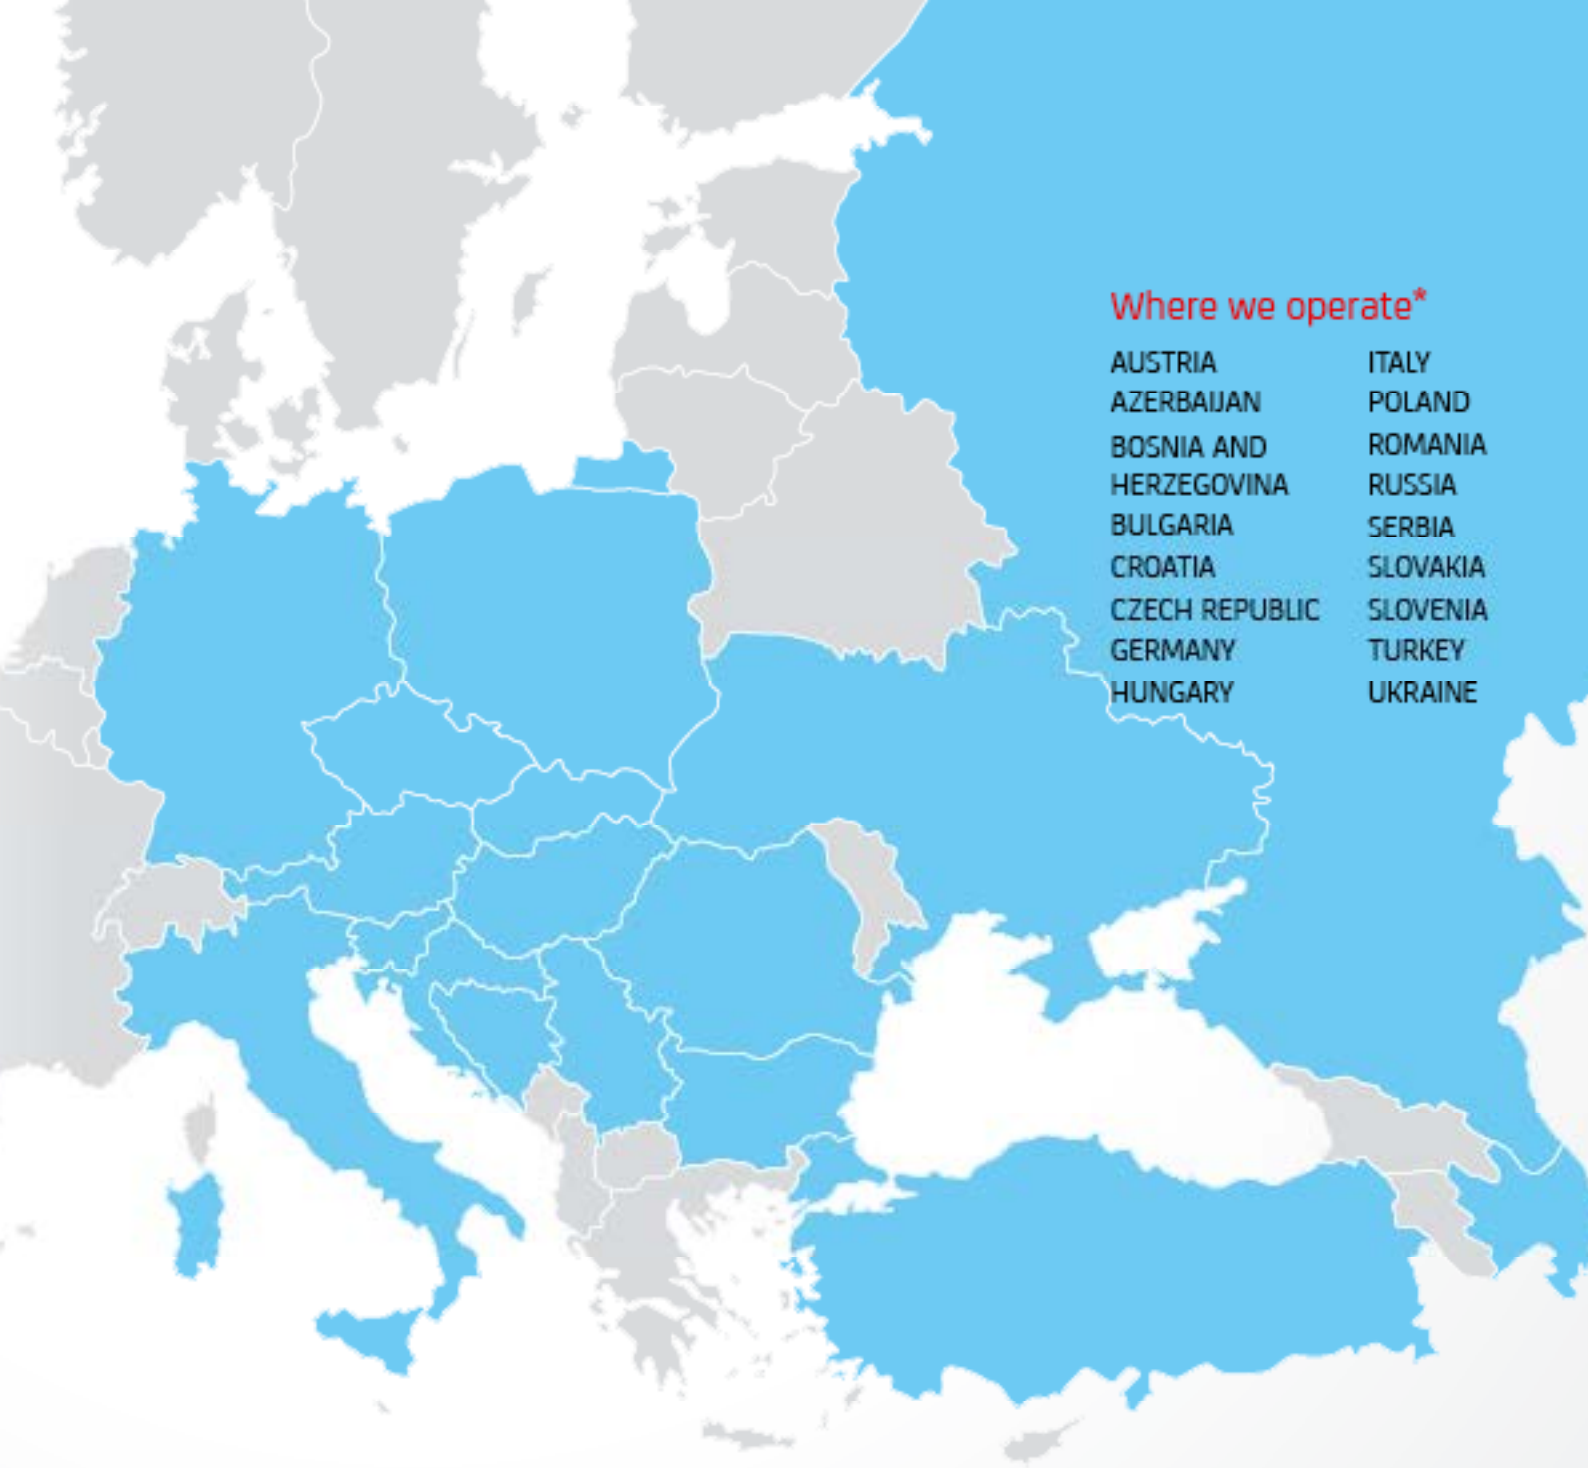 Where we operate*
AUSTRIA
AZERBAIJAN
BOSNIA AND
HERZEGOVINA
BULGARIA
CROATIA
CZECH REPUBLIC
GERMANY
HUNGARY
ITALY
POLAND
ROMANIA
RUSSIA
SERBIA
SLOVAKIA
SLOVENIA
TURKEY
UKRAINE